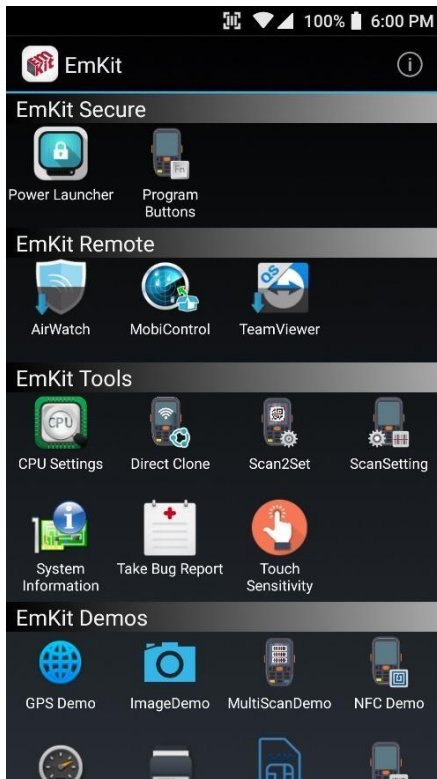 100% 6:00 PM
EmKit
EmKit Secure
Power Launcher
Program
Buttons
Fn
EmKit Remote
QS
AirWatch
MobiControl
TeamViewer
EmKit Tools
CPU
CPU Settings
Direct Clone
Scan2Set
ScanSetting
System
Information
Take Bug Report
Touch
Sensitivity
EmKit Demos
GPS Demo
ImageDemo
MultiScanDemo
NFC Demo